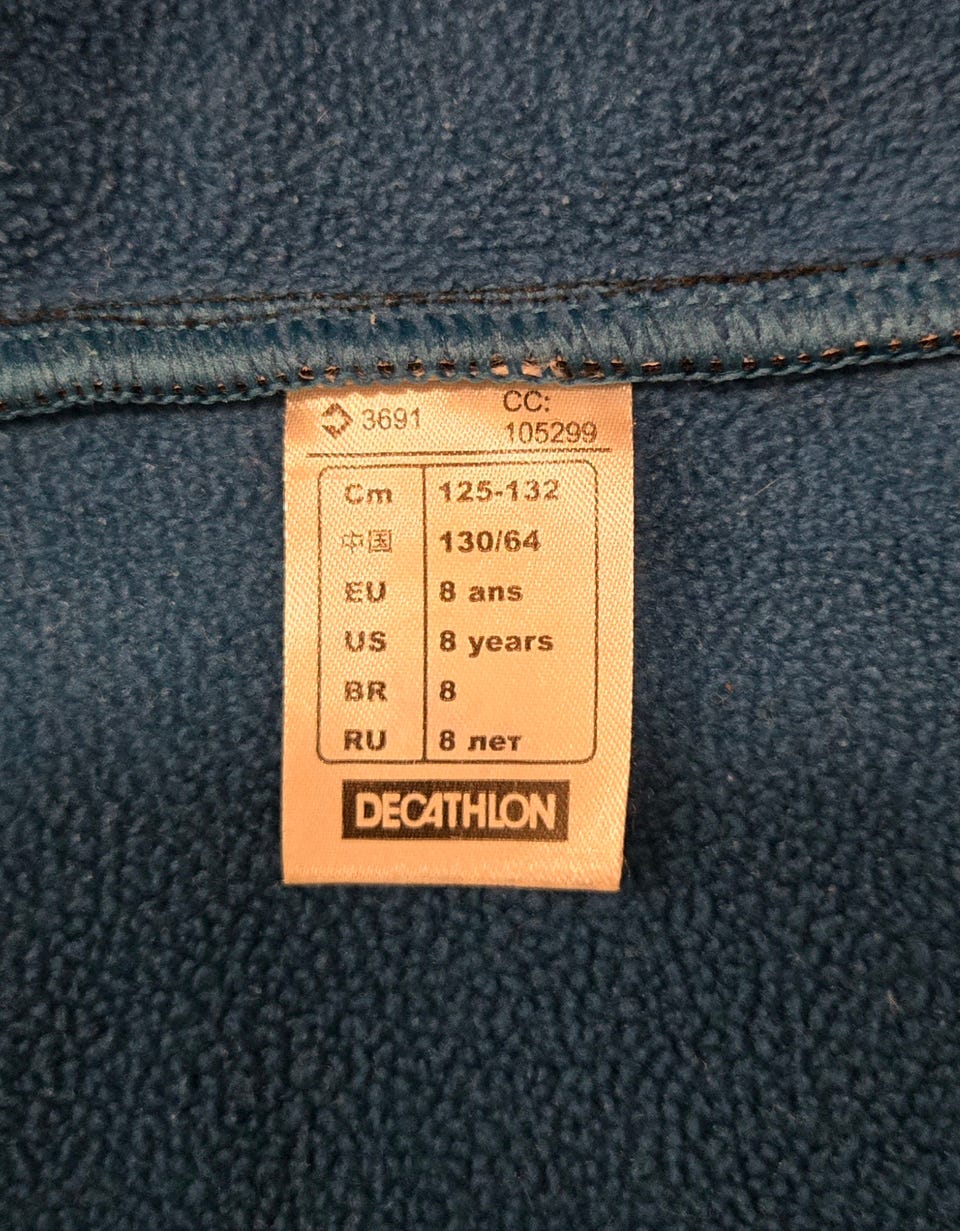 3691
CC:
105299
Cm 125-132
中国 130/64
EU 8 ans
US 8 years
BR 8
RU 8 лет
DECATHLON